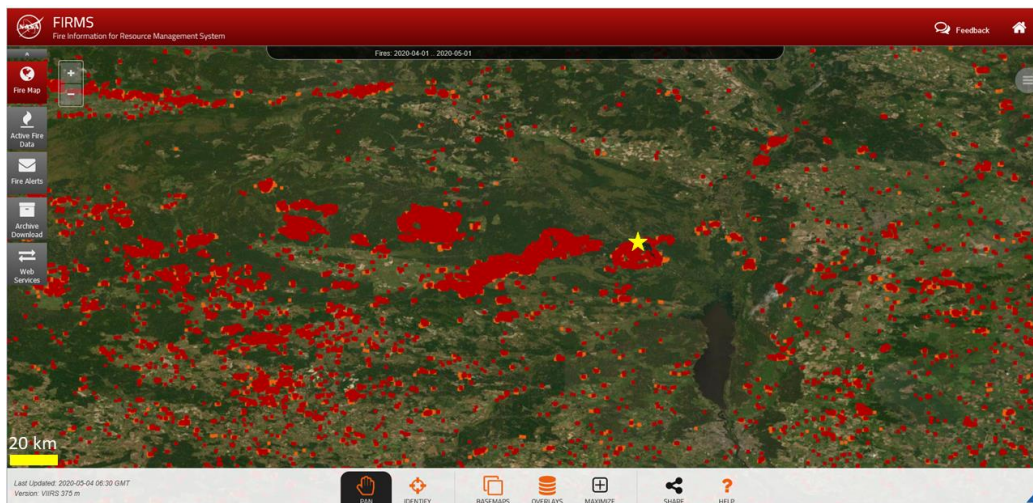 NASA
FIRMS
Fire Information for Resource Management System
Feedback
Fires: 2020-04-01 .. 2020-05-01
+
−
Fire Map
Active Fire
Data
Fire Alerts
Archive
Download
Web
Services
20 km
Last Updated: 2020-05-04 06:30 GMT
Version: VIIRS 375 m
PAN
IDENTIFY
BASEMAPS
OVERLAYS
MAXIMIZE
SHARE
HELP